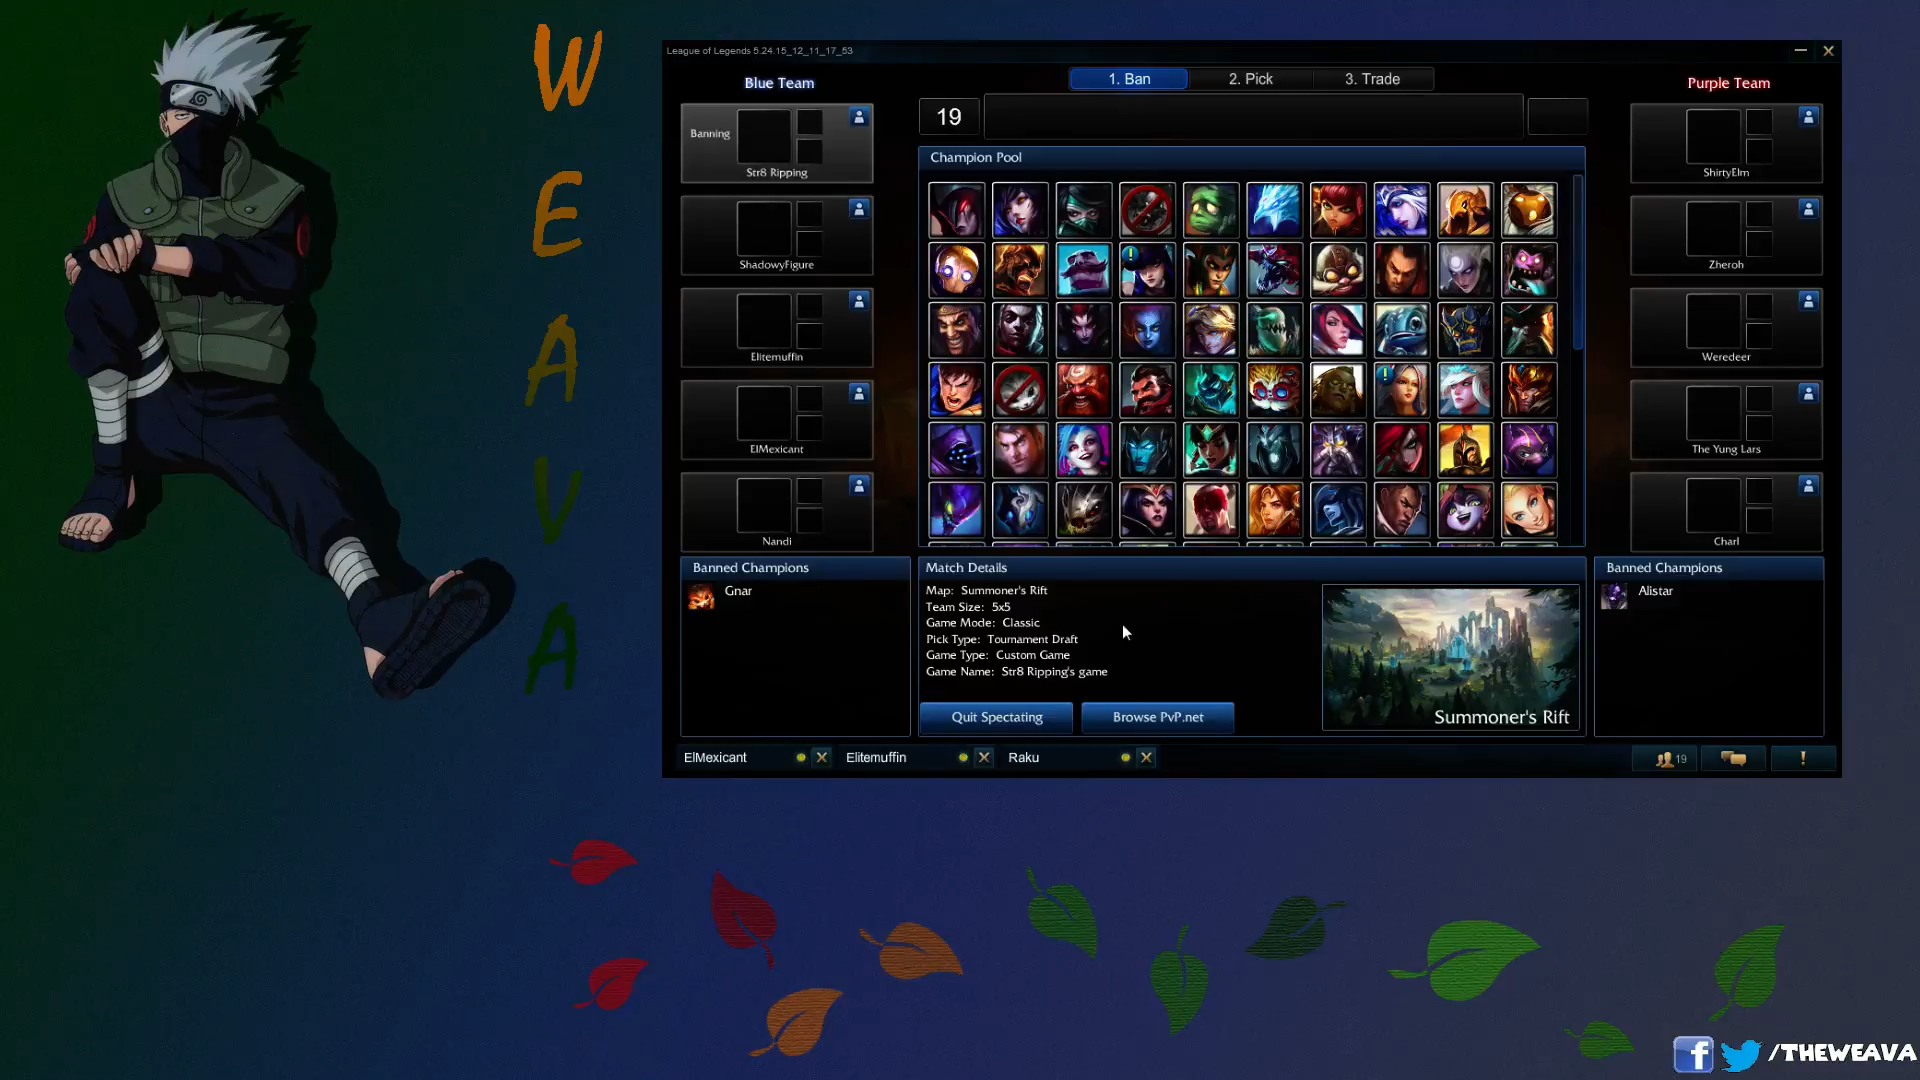 W
E
A
V
A
League of Legends 5.24.15_12_11_17_53
Blue Team
1. Ban
2. Pick
3. Trade
Purple Team
19
Banning
Str8 Ripping
ShadowyFigure
Elitemuffin
ElMexicant
Nandi
Champion Pool
ShirtyElm
Zheroh
Weredeer
The Yung Lars
Charl
Banned Champions
Gnar
Match Details
Map: Summoner's Rift
Team Size: 5x5
Game Mode: Classic
Pick Type: Tournament Draft
Game Type: Custom Game
Game Name: Str8 Ripping's game
Quit Spectating
Browse PvP.net
Summoner's Rift
Banned Champions
Alistar
ElMexicant
Elitemuffin
Raku
19
/THEWEAVA